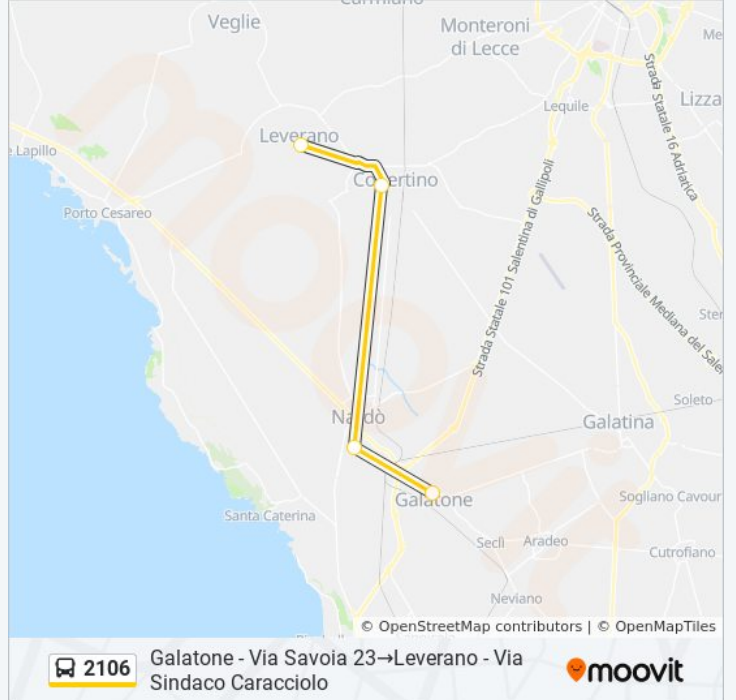 Carmiano
Veglie
Monteroni
di Lecce
Me
Lequile
Lizza
Strada Statale 16 Adriatica
Leverano
e Lapillo
Copertino
Porto Cesareo
Strada Statale 101 Salentina di Gallipoli
Strada Provinciale Mediana del Sale
Ster
Soleto
Nardò
Galatina
Galatone
Sogliano Cavour
Santa Caterina
Seclì
Aradeo
Cutrofiano
Neviano
© OpenStreetMap contributors | © OpenMapTiles
2106
Galatone - Via Savoia 23→Leverano - Via
Sindaco Caracciolo
moovit